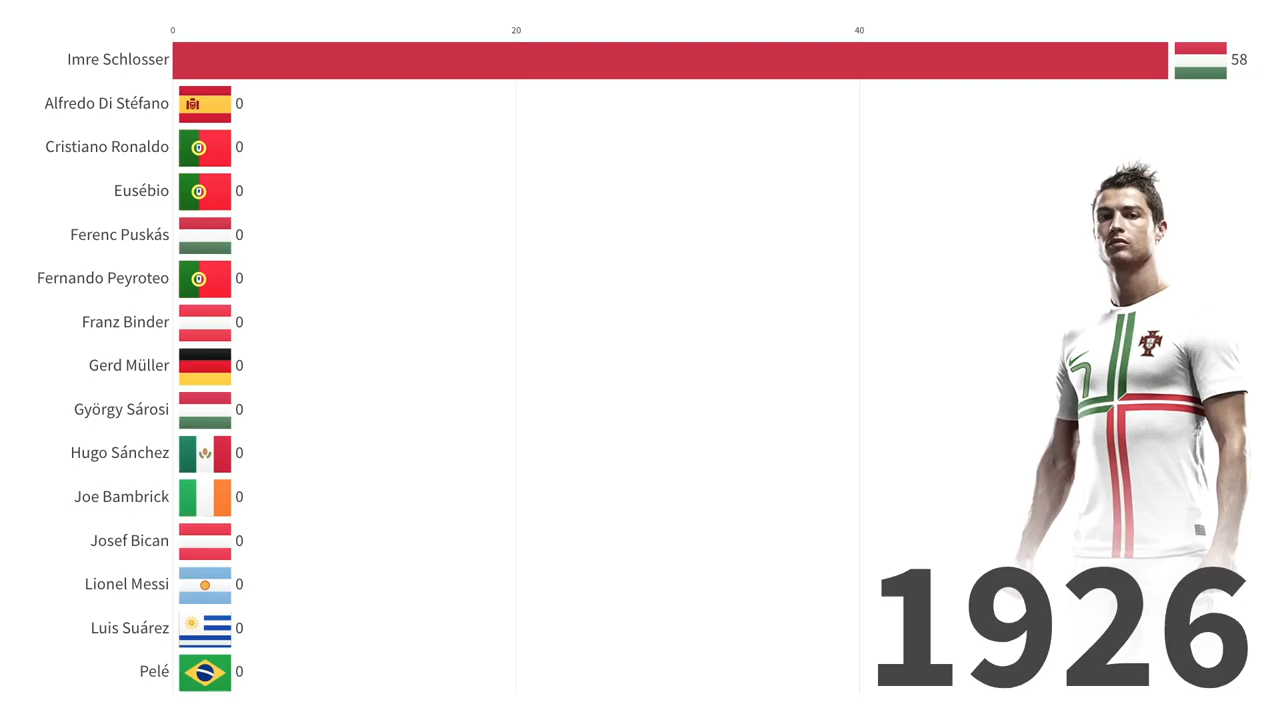 0 20 40
Imre Schlosser 58
Alfredo Di Stéfano 0
Cristiano Ronaldo 0
Eusébio 0
Ferenc Puskás 0
Fernando Peyroteo 0
Franz Binder 0
Gerd Müller 0
György Sárosi 0
Hugo Sánchez 0
Joe Bambrick 0
Josef Bican 0
Lionel Messi 0
Luis Suárez 0
Pelé 0
7
1926